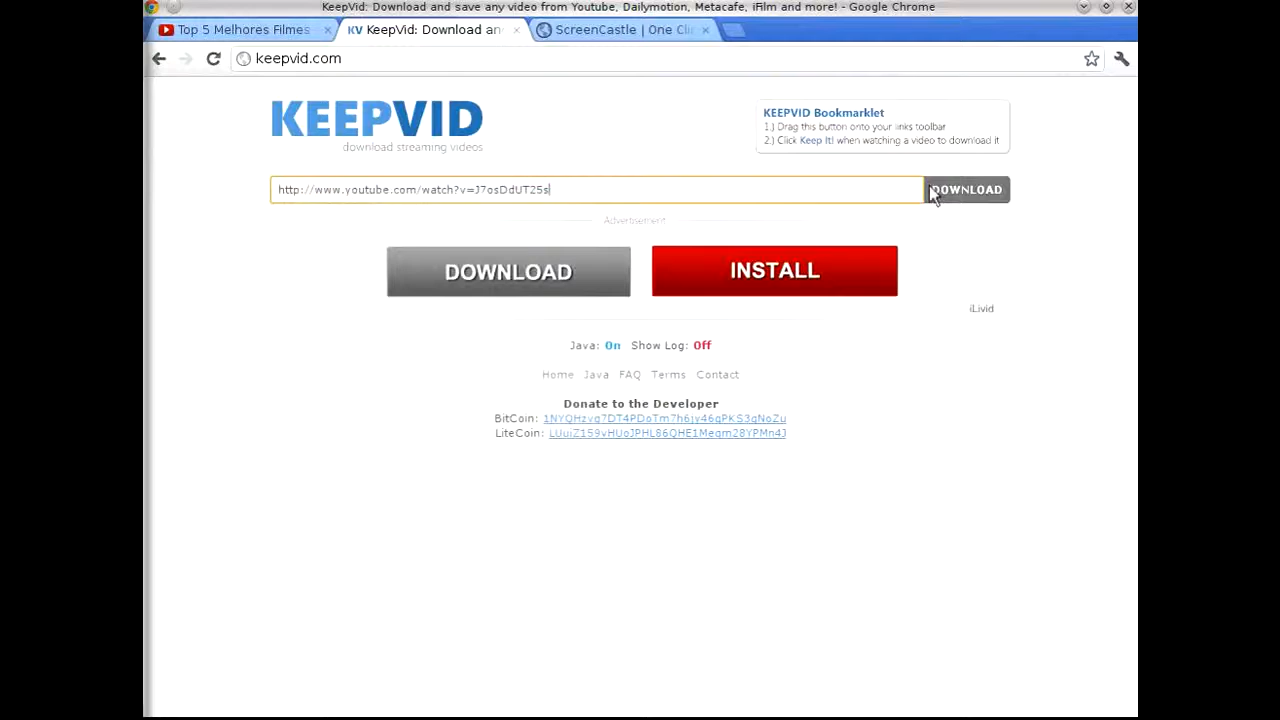 KeepVid: Download and save any video from Youtube, Dailymotion, Metacafe, iFilm and more! - Google Chrome
Top 5 Melhores Filmes
KV KeepVid: Download an
ScreenCastle | One Clic
keepvid.com
KEEPVID
download streaming videos
KEEPVID Bookmarklet
1.) Drag this button onto your links toolbar
2.) Click Keep It! when watching a video to download it
http://www.youtube.com/watch?v=J7osDdUT25s
DOWNLOAD
Advertisement
DOWNLOAD
INSTALL
iLivid
Java: On Show Log: Off
Home Java FAQ Terms Contact
Donate to the Developer
BitCoin:
LiteCoin: